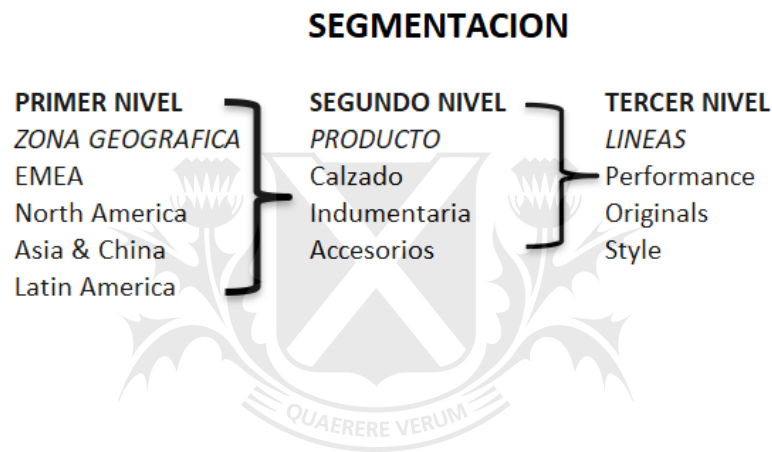 SEGMENTACION
PRIMER NIVEL
ZONA GEOGRAFICA
EMEA
North America
Asia & China
Latin America
SEGUNDO NIVEL
PRODUCTO
Calzado
Indumentaria
Accesorios
TERCER NIVEL
LINEAS
Performance
Originals
Style
QUAERERE VERUM